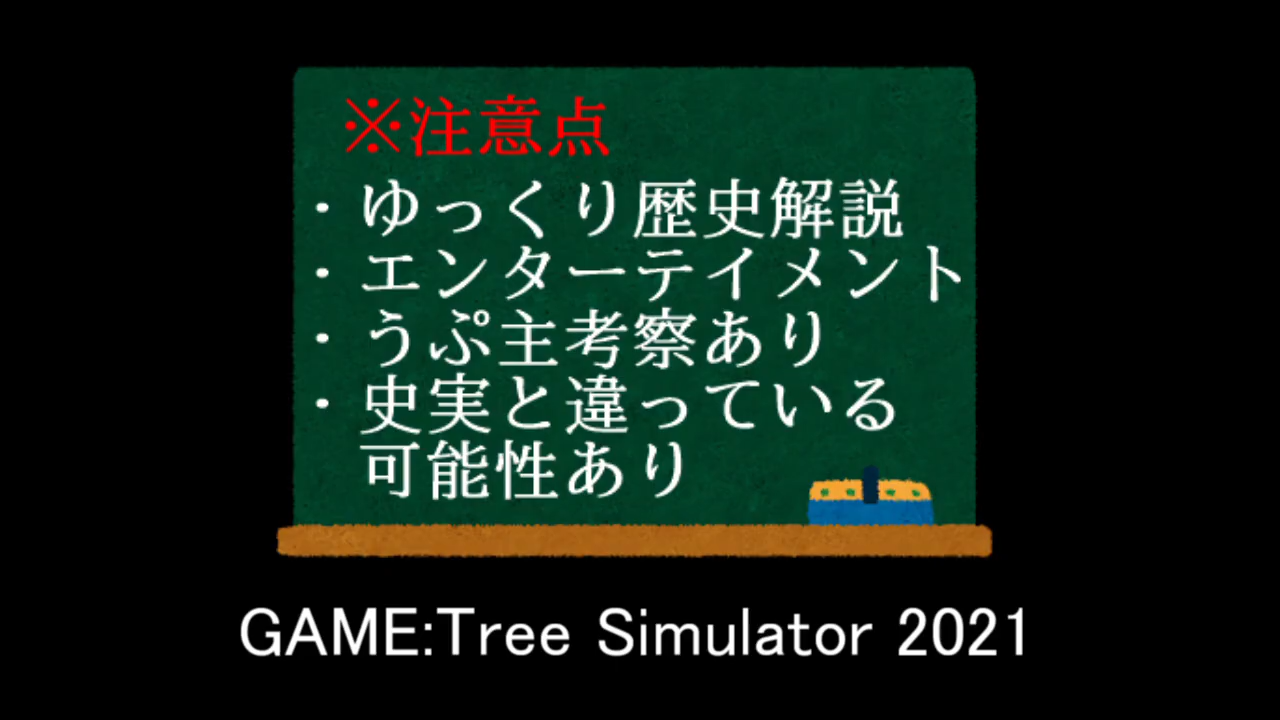 ※注意点
・ゆっくり歴史解説
・エンターテイメント
・うぷ主考察あり
・史実と違っている
可能性あり
GAME:Tree Simulator 2021